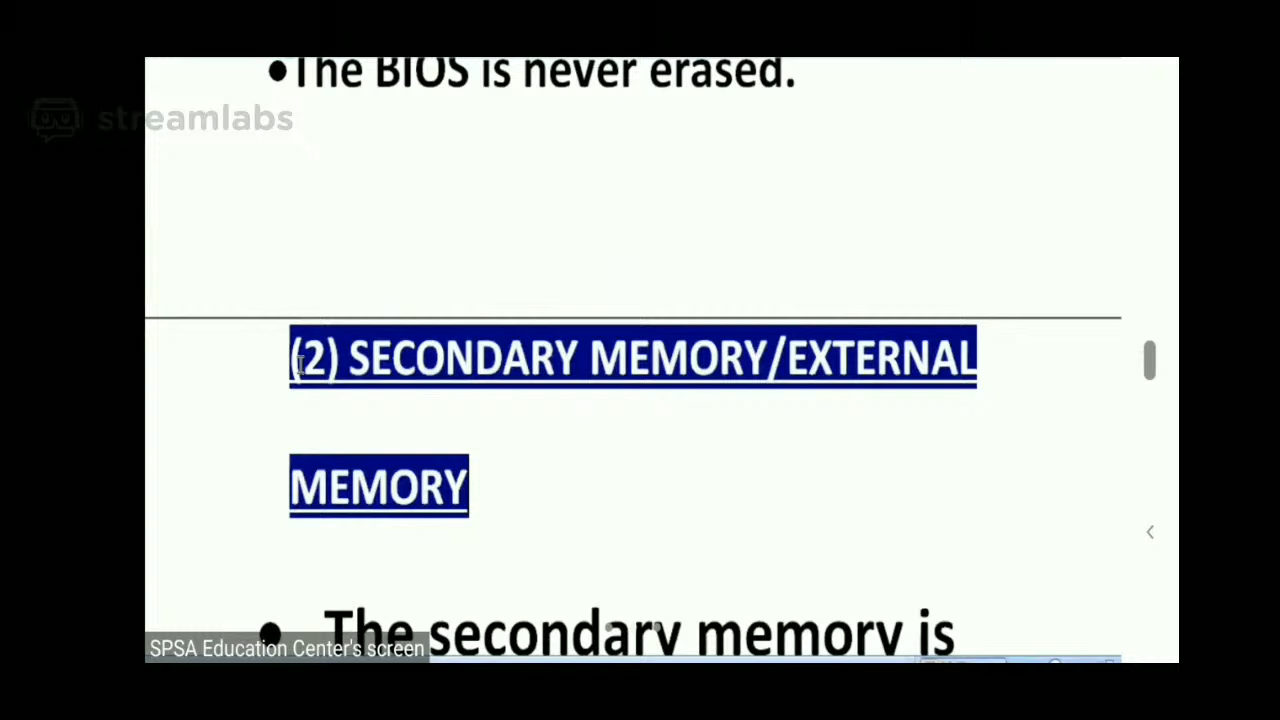 •The BIOS is never erased.
streamlabs
(2) SECONDARY MEMORY/EXTERNAL
MEMORY
• The secondary memory is
SPSA Education Center's screen